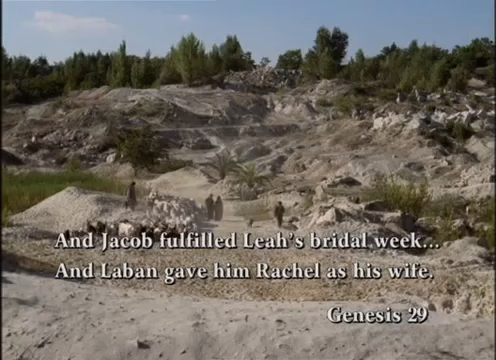 And Jacob fulfilled Leah's bridal week...
And Laban gave him Rachel as his wife.
Genesis 29